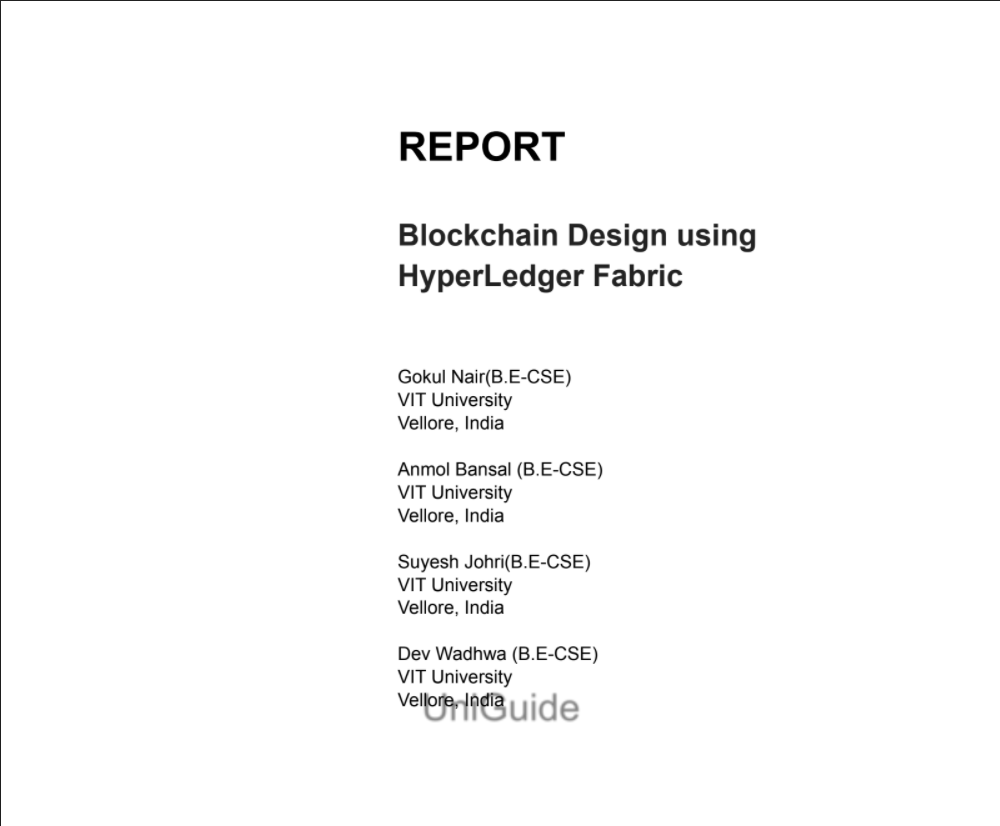 REPORT
Blockchain Design using
HyperLedger Fabric
Gokul Nair(B.E-CSE)
VIT University
Vellore, India
Anmol Bansal (B.E-CSE)
VIT University
Vellore, India
Suyesh Johri(B.E-CSE)
VIT University
Vellore, India
Dev Wadhwa (B.E-CSE)
VIT University
Vellore, India
UniGuide